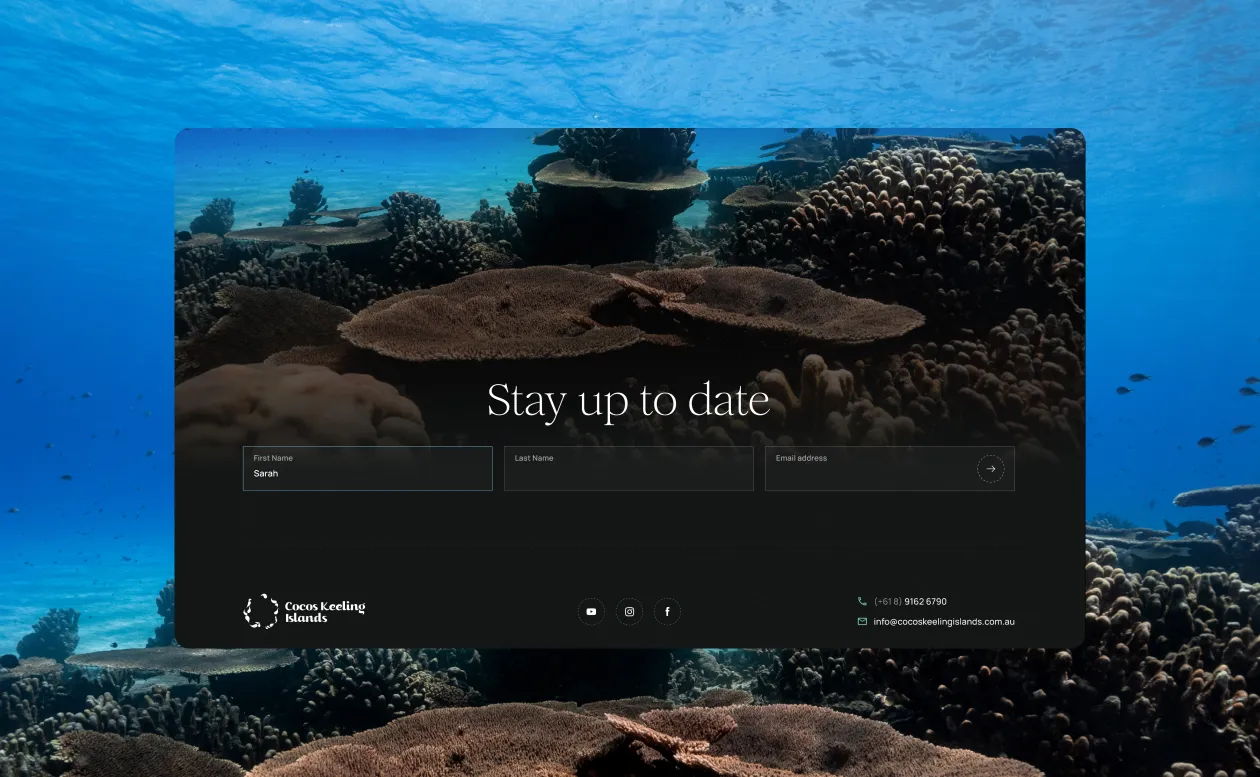 Stay up to date
First Name
Sarah
Last Name
Email address
Cocos Keeling
Islands
(+61 8) 9162 6790
info@cocoskeelingislands.com.au